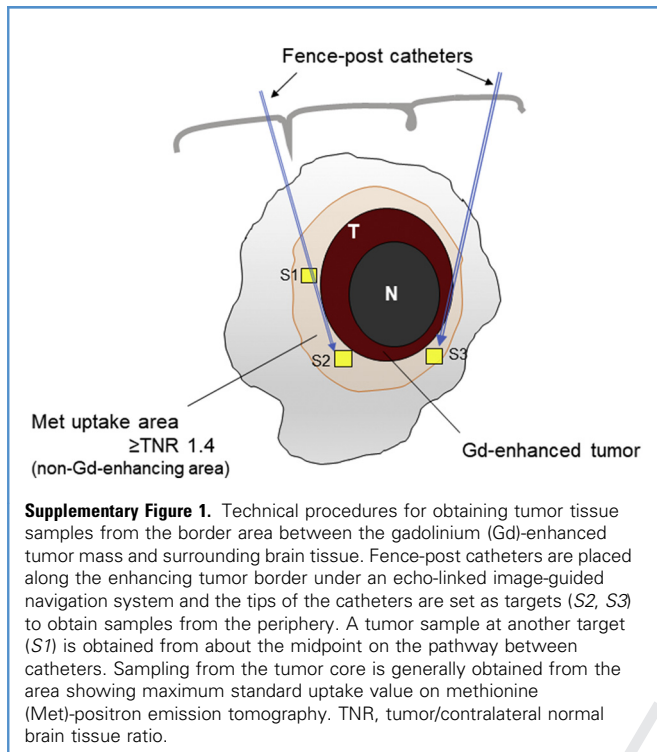 Fence-post catheters
T
N
S1
S2
S3
Met uptake area
≥TNR 1.4
(non-Gd-enhancing area)
Gd-enhanced tumor
Supplementary Figure 1. Technical procedures for obtaining tumor tissue
samples from the border area between the gadolinium (Gd)-enhanced
tumor mass and surrounding brain tissue. Fence-post catheters are placed
along the enhancing tumor border under an echo-linked image-guided
navigation system and the tips of the catheters are set as targets (S2, S3)
to obtain samples from the periphery. A tumor sample at another target
(S1) is obtained from about the midpoint on the pathway between
catheters. Sampling from the tumor core is generally obtained from the
area showing maximum standard uptake value on methionine
(Met)-positron emission tomography. TNR, tumor/contralateral normal
brain tissue ratio.